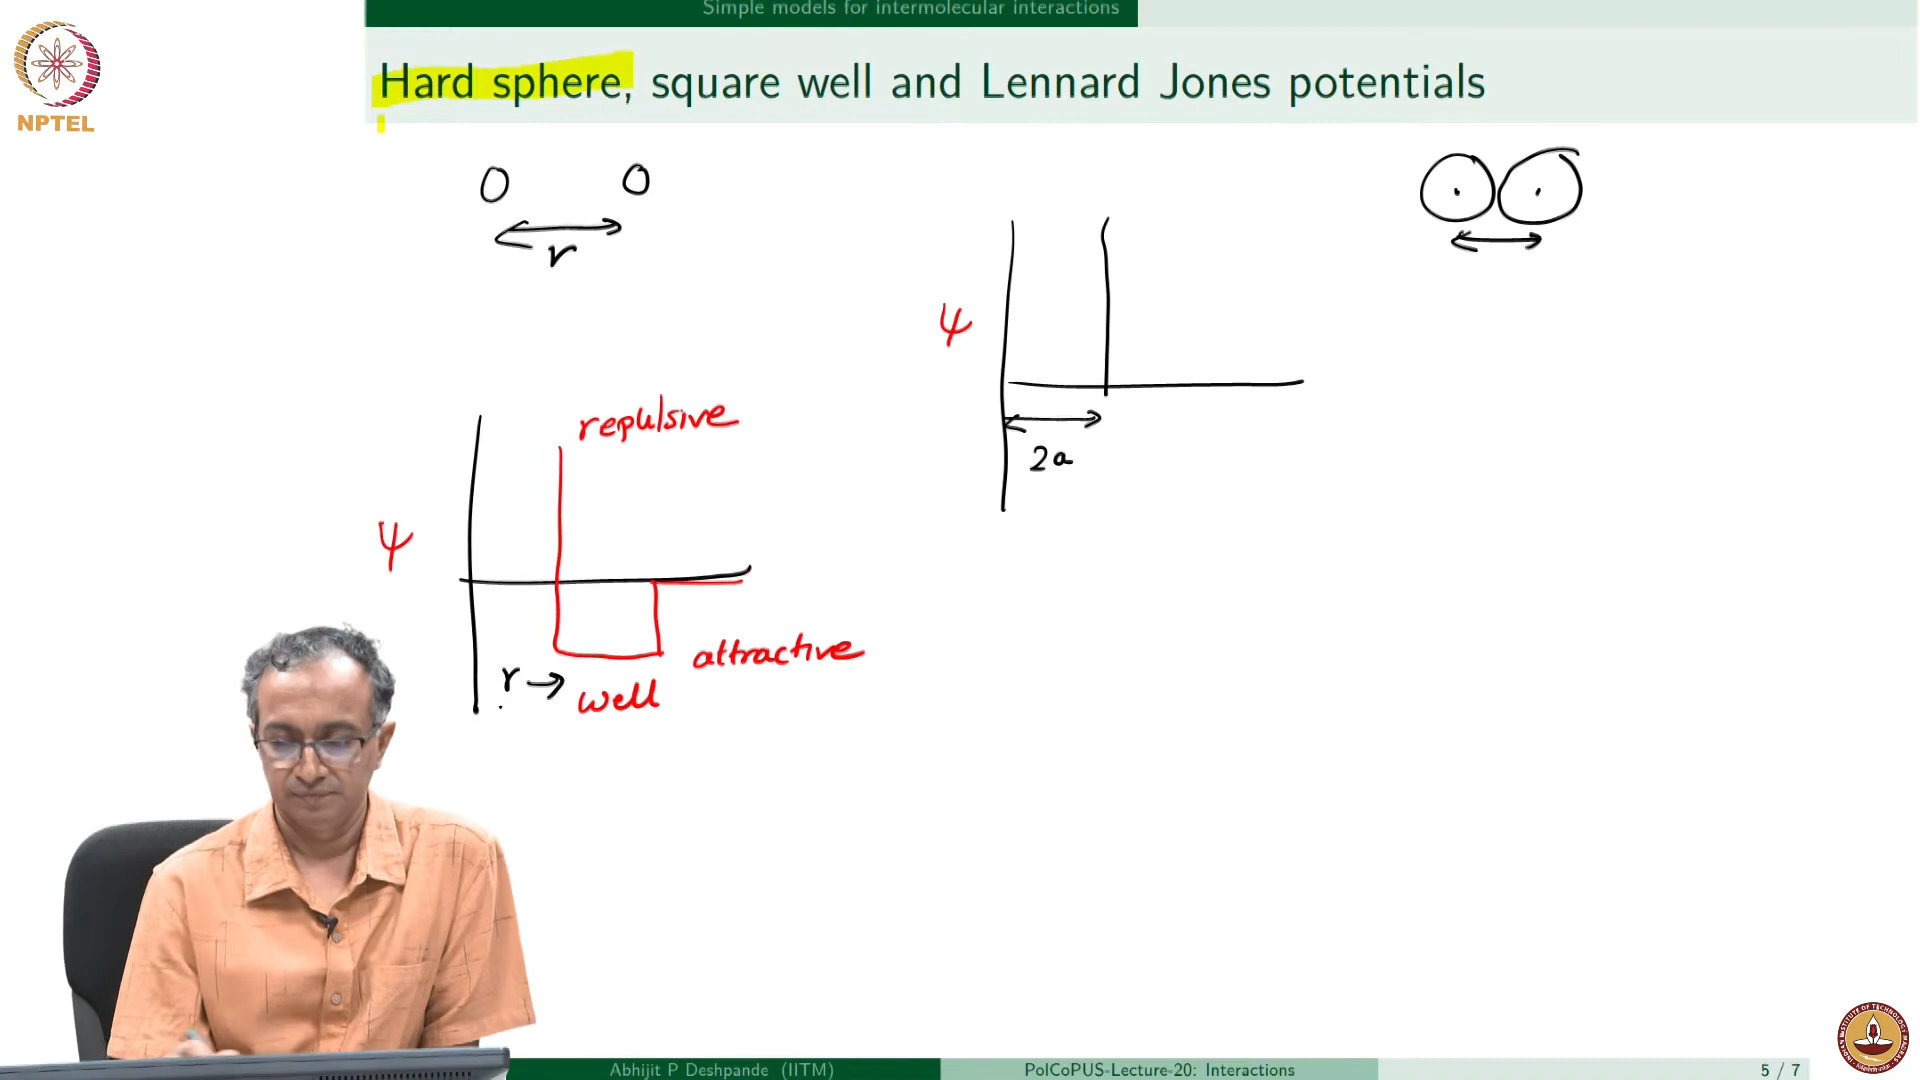 Simple models for intermolecular interactions
NPTEL
Hard sphere, square well and Lennard Jones potentials
r
ψ
2a
repulsive
ψ
attractive
r →
well
Abhijit P Deshpande (IITM)
PolCoPUS-Lecture-20: Interactions
5 / 7